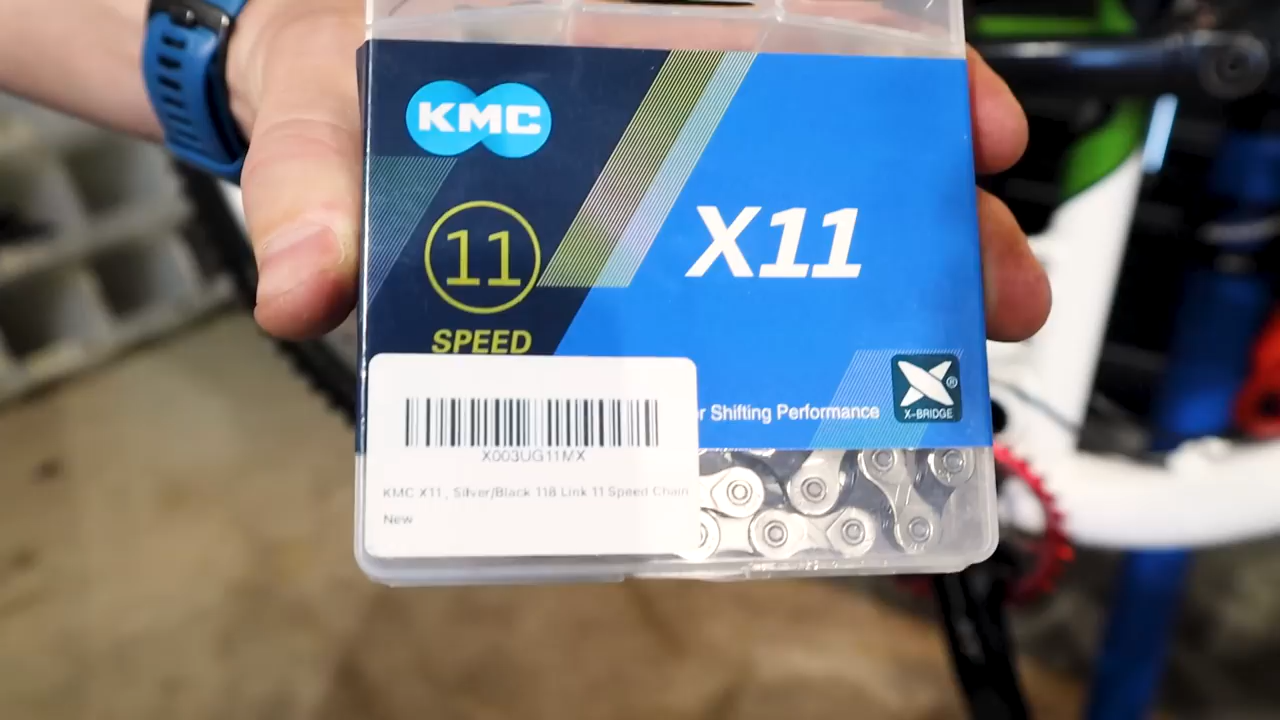 KMC
11
SPEED
X11
r Shifting Performance
X-BRIDGE®
X003UG11MX
KMC X11 , Silver/Black 118 Link 11 Speed Chain
New